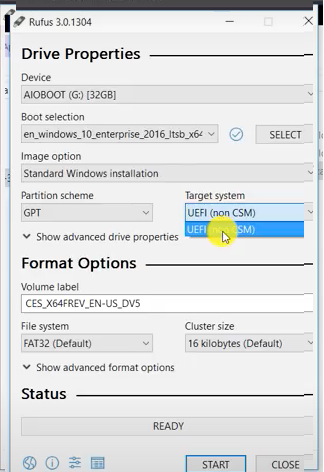 Rufus 3.0.1304
Drive Properties
Device
AIOBOOT (G:) [32GB]
Boot selection
en_windows_10_enterprise_2016_ltsb_x64
SELECT
Image option
Standard Windows installation
Partition scheme
Target system
GPT
UEFI (non CSM)
UEFI (non CSM)
Show advanced drive properties
Format Options
Volume label
CES_X64FREV_EN-US_DV5
File system
Cluster size
FAT32 (Default)
16 kilobytes (Default)
Show advanced format options
Status
READY
START
CLOSE